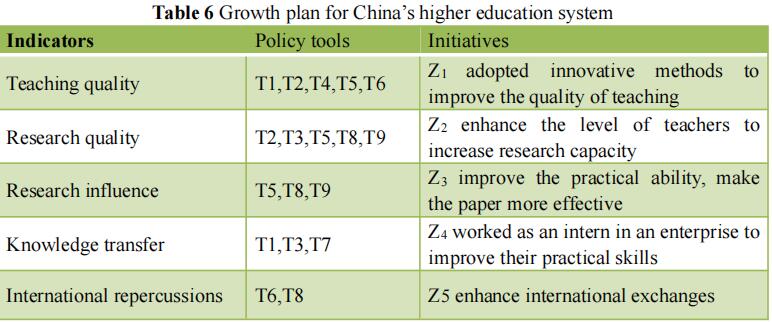 Table 6 Growth plan for China's higher education system
Indicators Policy tools Initiatives
Teaching quality T1,T2,T4,T5,T6 Z1 adopted innovative methods to
improve the quality of teaching
Research quality T2,T3,T5,T8,T9 Z2 enhance the level of teachers to
increase research capacity
Research influence T5,T8,T9 Z3 improve the practical ability, make
the paper more effective
Knowledge transfer T1,T3,T7 Z4 worked as an intern in an enterprise to
improve their practical skills
International repercussions T6,T8 Z5 enhance international exchanges